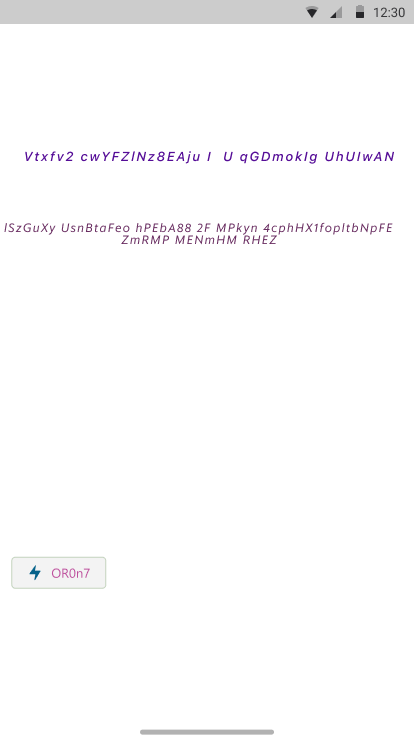 12:30
Vtxfv2 cwYFZlNz8EAju I U qGDmokIg UhUIwAN
lSzGuXy UsnBtaFeo hPEbA88 2F MPkyn 4cphHX1fopltbNpFE
ZmRMP MENmHM RHEZ
OR0n7